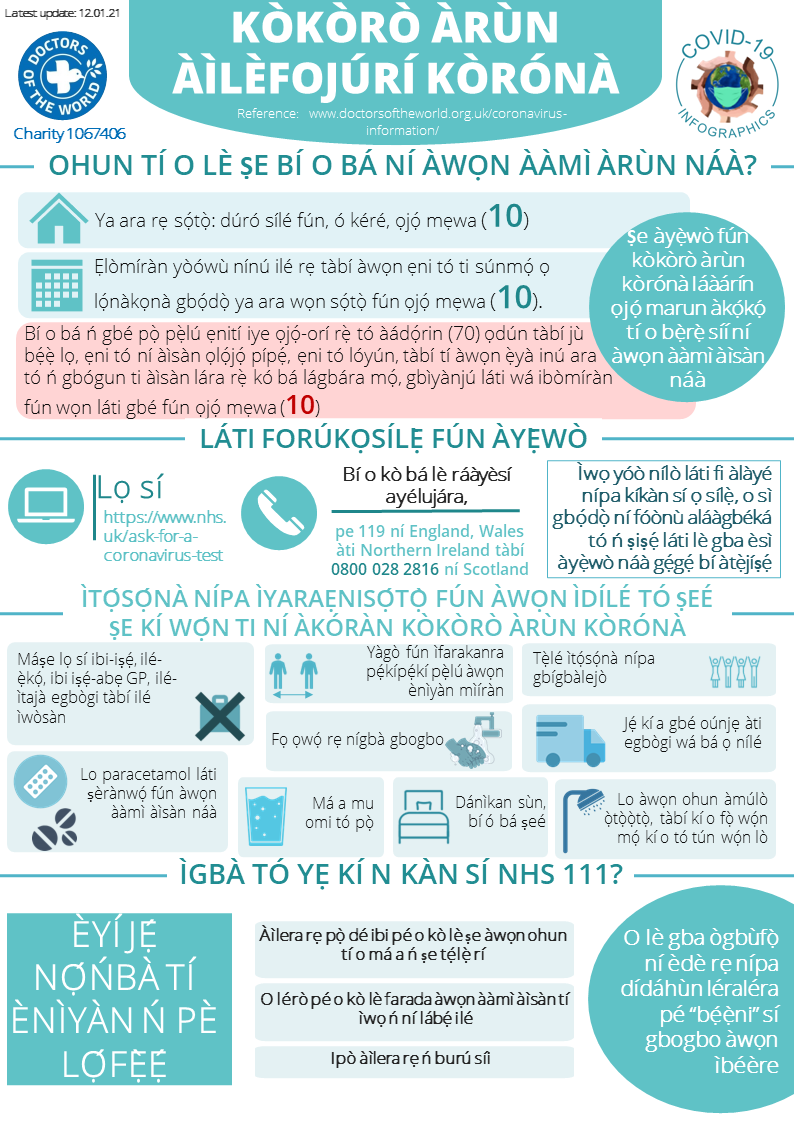 Latest update: 12.01.21
DOCTORS
OF THE WORLD
Charity 1067406
KÒKÒRÒ ÀRÙN
ÀÌLÈFOJÚRÍ KÒRÓNÀ
Reference: www.doctorsoftheworld.org.uk/coronavirus-
information/
COVID-19
INFOGRAPHICS
OHUN TÍ O LÈ ṢE BÍ O BÁ NÍ ÀWỌN ÀÀMÌ ÀRÙN NÁÀ?
Ya ara rẹ sọ́tọ̀: dúró sílé fún, ó kéré, ọjọ́ mẹwa (10)
Ẹlòmíràn yòówù nínú ilé rẹ tàbí àwọn ẹni tó ti súnmọ́ ọ
lọ́nàkọnà gbọ́dọ̀ ya ara wọn sọ́tọ̀ fún ọjọ́ mẹwa (10).
Bí o bá ń gbé pọ̀ pẹ̀lú ẹnití iye ọjọ́-orí rẹ̀ tó àádọ́rin (70) ọdún tàbí jù
bẹ́ẹ̀ lọ, ẹni tó ní àìsàn ọlọ́jọ́ pípẹ́, ẹni tó lóyún, tàbí tí àwọn ẹ̀yà inú ara
tó ń gbógun ti àìsàn lára rẹ̀ kó bá lágbára mọ́, gbìyànjú láti wá ibòmíràn
fún wọn láti gbé fún ọjọ́ mẹwa (10)
Ṣe àyẹ̀wò fún
kòkòrò àrùn
kòrónà láàárín
ọjọ́ marun àkọ́kọ́
tí o bẹ̀rẹ̀ síí ní
àwọn ààmì àìsàn
náà
LÁTI FORÚKỌSÍLẸ̀ FÚN ÀYẸ̀WÒ
Lọ sí
https://www.nhs.
uk/ask-for-a-
coronavirus-test
Bí o kò bá lè ráàyèsí
ayélujára,
pe 119 ní England, Wales
àti Northern Ireland tàbí
0800 028 2816 ní Scotland
Ìwọ yóò nílò láti fi àlàyé
nípa kíkàn sí ọ sílẹ̀, o sì
gbọ́dọ̀ ní fóònù aláàgbéká
tó ń ṣiṣẹ́ láti lè gba èsì
àyẹ̀wò náà gẹ́gẹ́ bí àtẹ̀jíṣẹ́
ÌTỌ́SỌ́NÀ NÍPA ÌYARAẸNISỌ́TỌ̀ FÚN ÀWỌN ÌDÍLÉ TÓ ṢEÉ
ṢE KÍ WỌ́N TI NÍ ÀKÓRÀN KÒKÒRÒ ÀRÙN KÒRÓNÀ
Máṣe lọ sí ibi-iṣẹ́, ilé-
ẹ̀kọ́, ibi iṣẹ́-abẹ GP, ilé-
ìtajà egbògi tàbí ilé
ìwòsàn
Yàgò fún ìfarakanra
pẹ́kípẹ́kí pẹ̀lú àwọn
ènìyàn mìíràn
Tẹ̀lé ìtọ́sọ́nà nípa
gbígbàlejò
Fọ ọwọ́ rẹ nígbà gbogbo
Jẹ́ kí a gbé oúnjẹ àti
egbògi wá bá ọ nílé
Lo paracetamol láti
ṣèrànwọ́ fún àwọn
ààmì àìsàn náà
Má a mu
omi tó pọ̀
Dánìkan sùn,
bí ó bá ṣeé
Lo àwọn ohun àmúlò
ọ̀tọ̀ọ̀tọ̀, tàbí kí o fọ̀ wọ́n
mọ́ kí o tó tún wọ́n lò
ÌGBÀ TÓ YẸ KÍ N KÀN SÍ NHS 111?
ÈYÍ JẸ́
NỌ́ŃBÀ TÍ
ÈNÌYÀN Ń PÈ
LỌ́FẸ̀Ẹ́
Àìlera rẹ pọ̀ dé ibi pé o kò lè ṣe àwọn ohun
tí o má a ń ṣe tẹ́lẹ̀ rí
O lérò pé o kò lè farada àwọn ààmì àìsàn tí
ìwọ ń ní lábẹ́ ilé
Ipò àìlera rẹ ń burú síi
O lè gba ògbùfọ̀
ní èdè rẹ nípa
dídáhùn léraléra
pé “bẹ́ẹ̀ni” sí
gbogbo àwọn
ìbéèrè